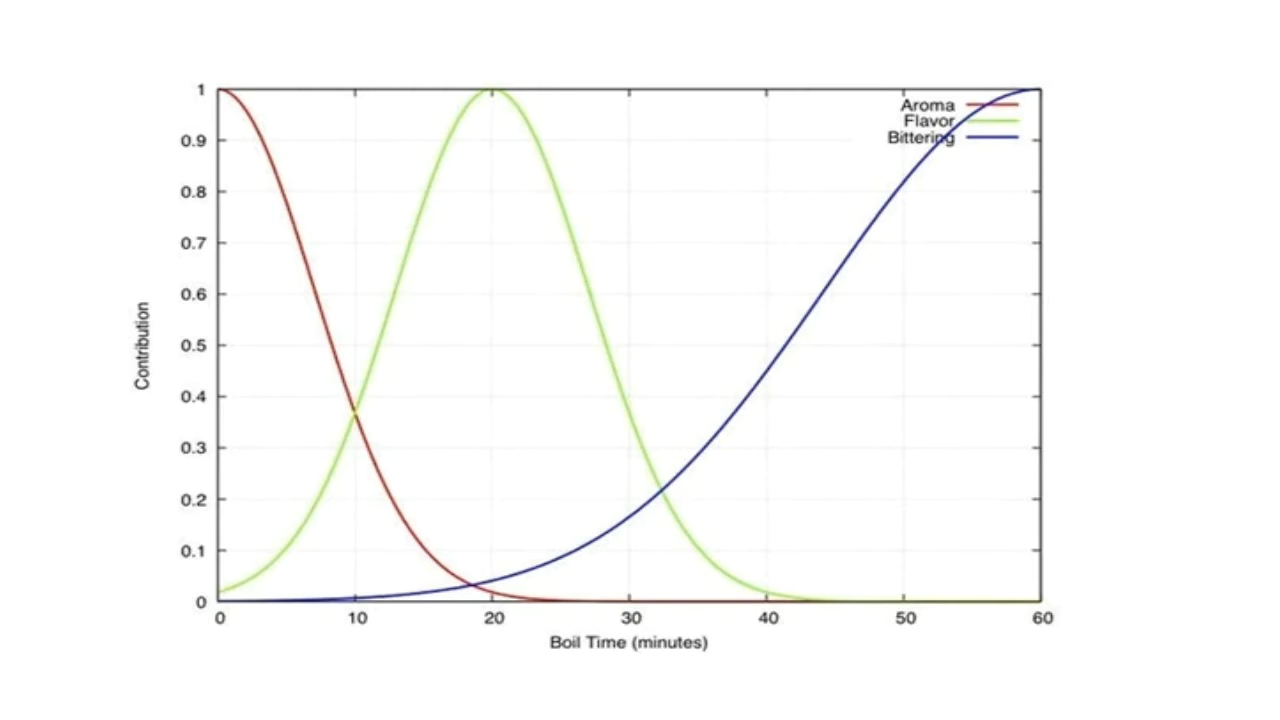 1
Aroma
Flavor
0.9
Bittering
0.8
0.7
0.6
Contribution
0.5
0.4
0.3
0.2
0.1
0
0 10 20 30 40 50 60
Boil Time (minutes)